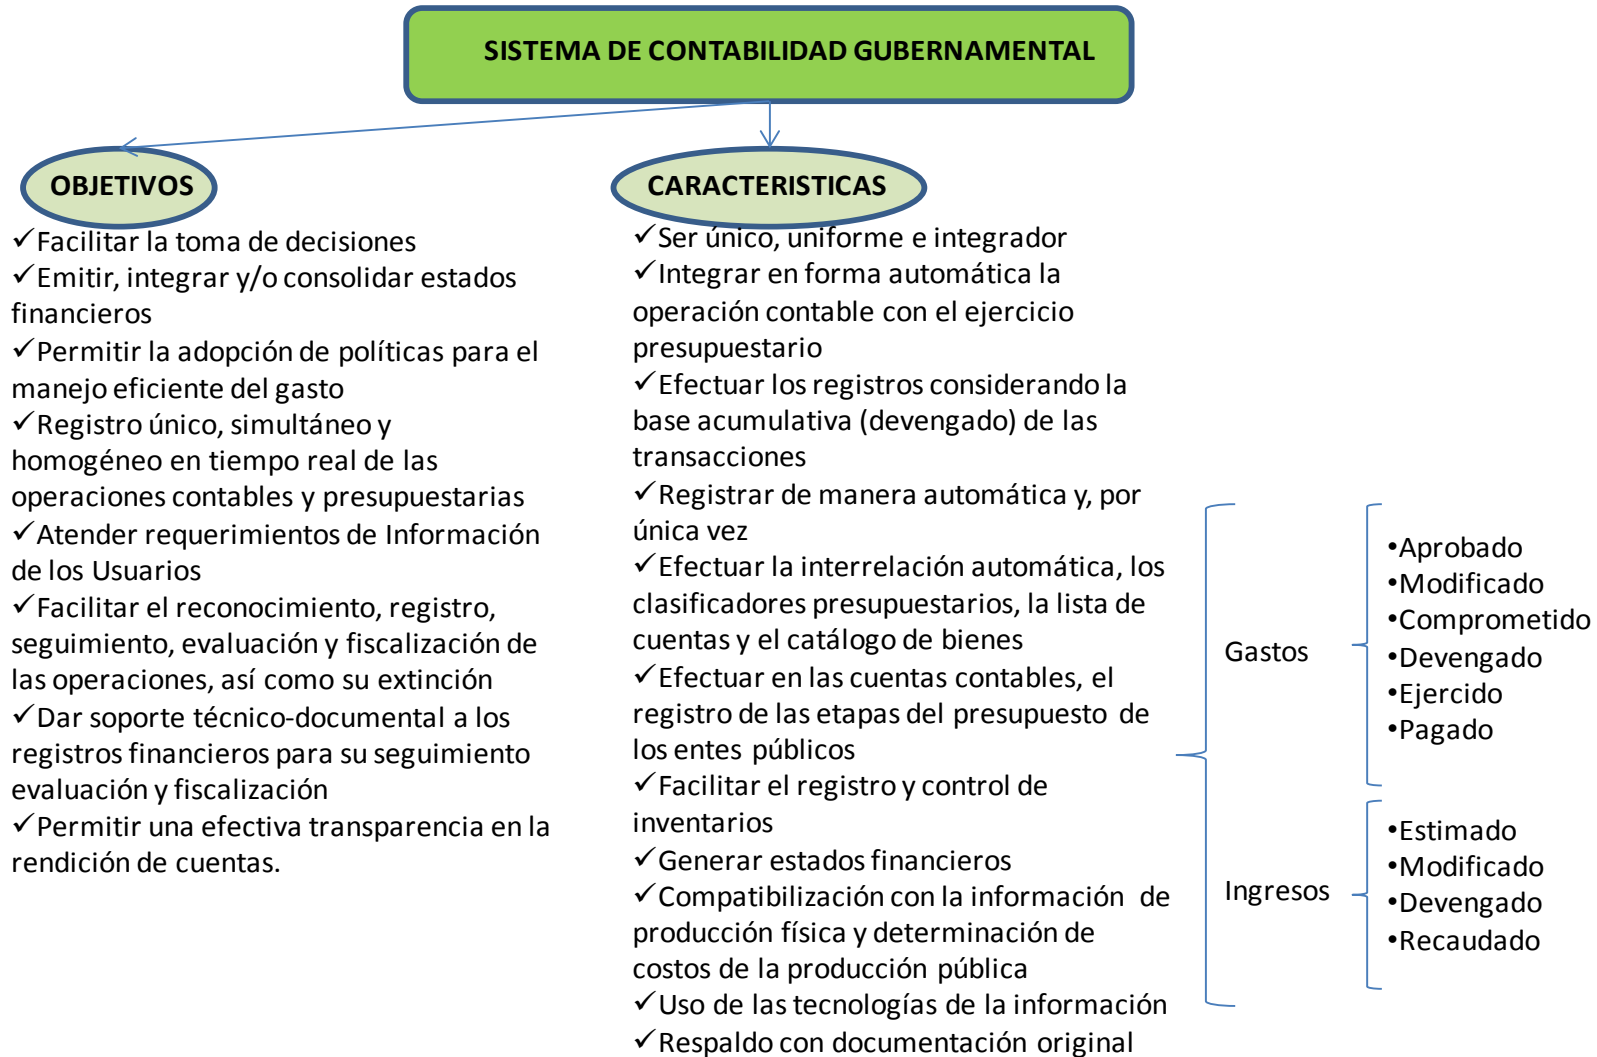 SISTEMA DE CONTABILIDAD GUBERNAMENTAL
OBJETIVOS
✓Facilitar la toma de decisiones
✓Emitir, integrar y/o consolidar estados
financieros
✓Permitir la adopción de políticas para el
manejo eficiente del gasto
✓Registro único, simultáneo y
homogéneo en tiempo real de las
operaciones contables y presupuestarias
✓Atender requerimientos de Información
de los Usuarios
✓Facilitar el reconocimiento, registro,
seguimiento, evaluación y fiscalización de
las operaciones, así como su extinción
✓Dar soporte técnico-documental a los
registros financieros para su seguimiento
evaluación y fiscalización
✓Permitir una efectiva transparencia en la
rendición de cuentas.
CARACTERISTICAS
✓Ser único, uniforme e integrador
✓Integrar en forma automática la
operación contable con el ejercicio
presupuestario
✓Efectuar los registros considerando la
base acumulativa (devengado) de las
transacciones
✓Registrar de manera automática y, por
única vez
✓Efectuar la interrelación automática, los
clasificadores presupuestarios, la lista de
cuentas y el catálogo de bienes
✓Efectuar en las cuentas contables, el
registro de las etapas del presupuesto de
los entes públicos
✓Facilitar el registro y control de
inventarios
✓Generar estados financieros
✓Compatibilización con la información de
producción física y determinación de
costos de la producción pública
✓Uso de las tecnologías de la información
✓Respaldo con documentación original
Gastos
•Aprobado
•Modificado
•Comprometido
•Devengado
•Ejercido
•Pagado
Ingresos
•Estimado
•Modificado
•Devengado
•Recaudado